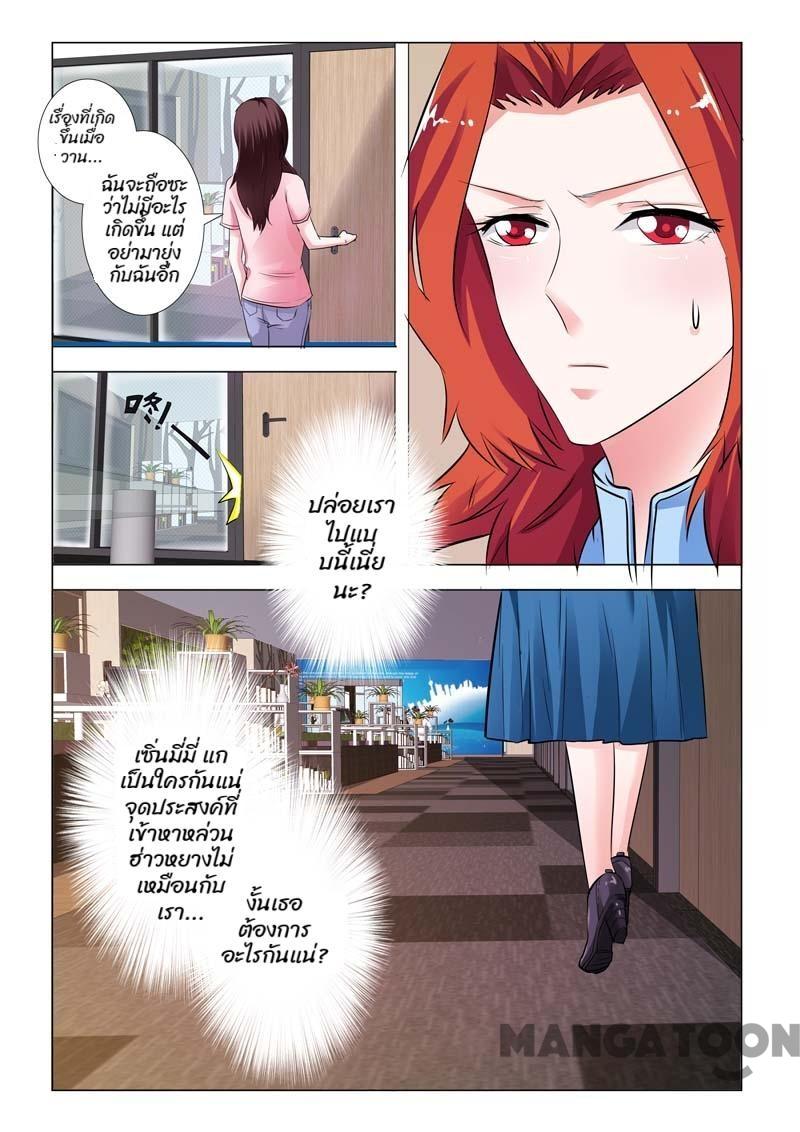 เรื่องที่เกิด
ขึ้นเมื่อ
วาน...
ฉันจะถือซะ
ว่าไม่มีอะไร
เกิดขึ้น แต่
อย่ามายุ่ง
กับฉันอีก
咚!
ปล่อยเรา
ไปแบ
บนี้เนี่ย
นะ?
เซิ่นมี่มี่ แก
เป็นใครกันแน่
จุดประสงค์ที่
เข้าหาหล่วน
ฮ่าวหยางไม่
เหมือนกับ
เรา...
งั้นเธอ
ต้องการ
อะไรกันแน่?
MANGATOON